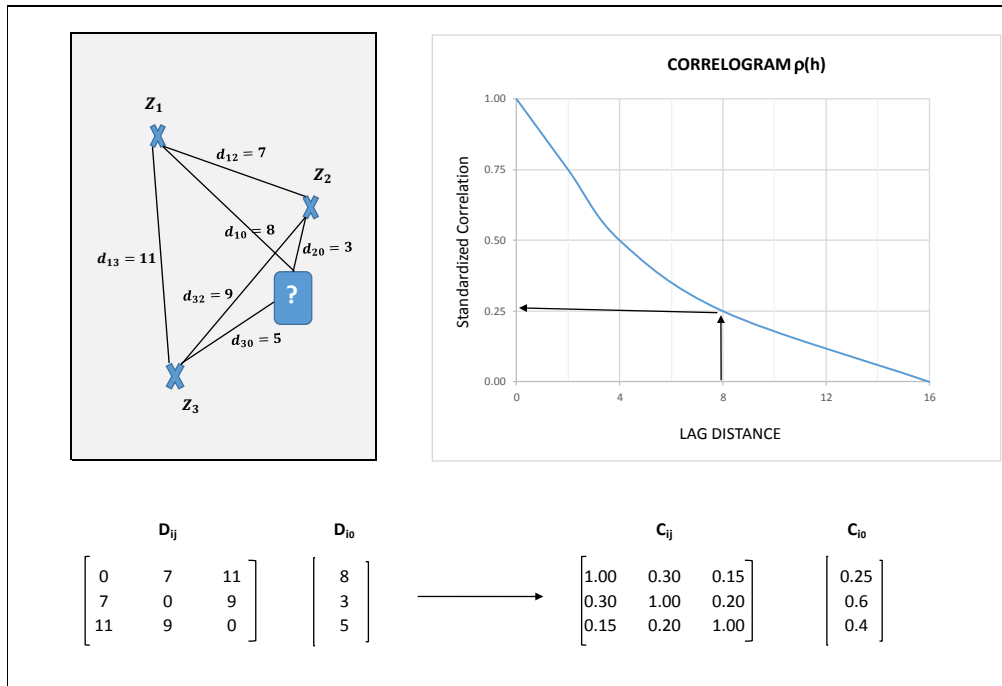 Z₁
d₁₂ = 7
Z₂
d₁₀ = 8
d₂₀ = 3
d₁₃ = 11
?
d₃₂ = 9
d₃₀ = 5
Z₃
CORRELOGRAM ρ(h)
Standardized Correlation
1.00
0.75
0.50
0.25
0.00
0 4 8 12 16
LAG DISTANCE
Dᵢⱼ Dᵢ₀ Cᵢⱼ Cᵢ₀
0 7 11 8 1.00 0.30 0.15 0.25
7 0 9 3 0.30 1.00 0.20 0.6
11 9 0 5 0.15 0.20 1.00 0.4